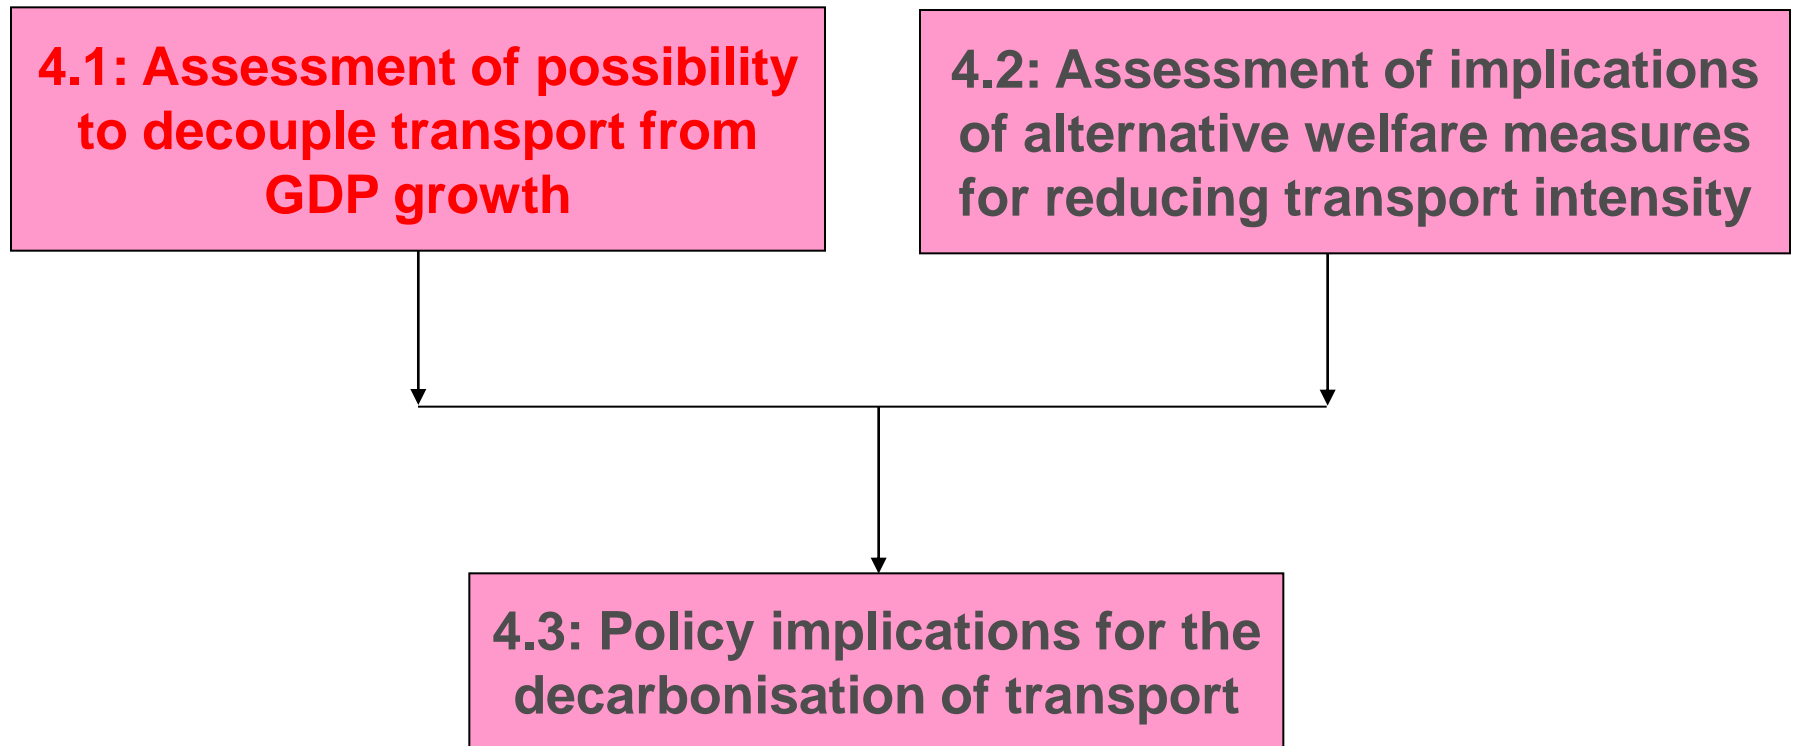 4.1: Assessment of possibility
to decouple transport from
GDP growth
4.2: Assessment of implications
of alternative welfare measures
for reducing transport intensity
4.3: Policy implications for the
decarbonisation of transport